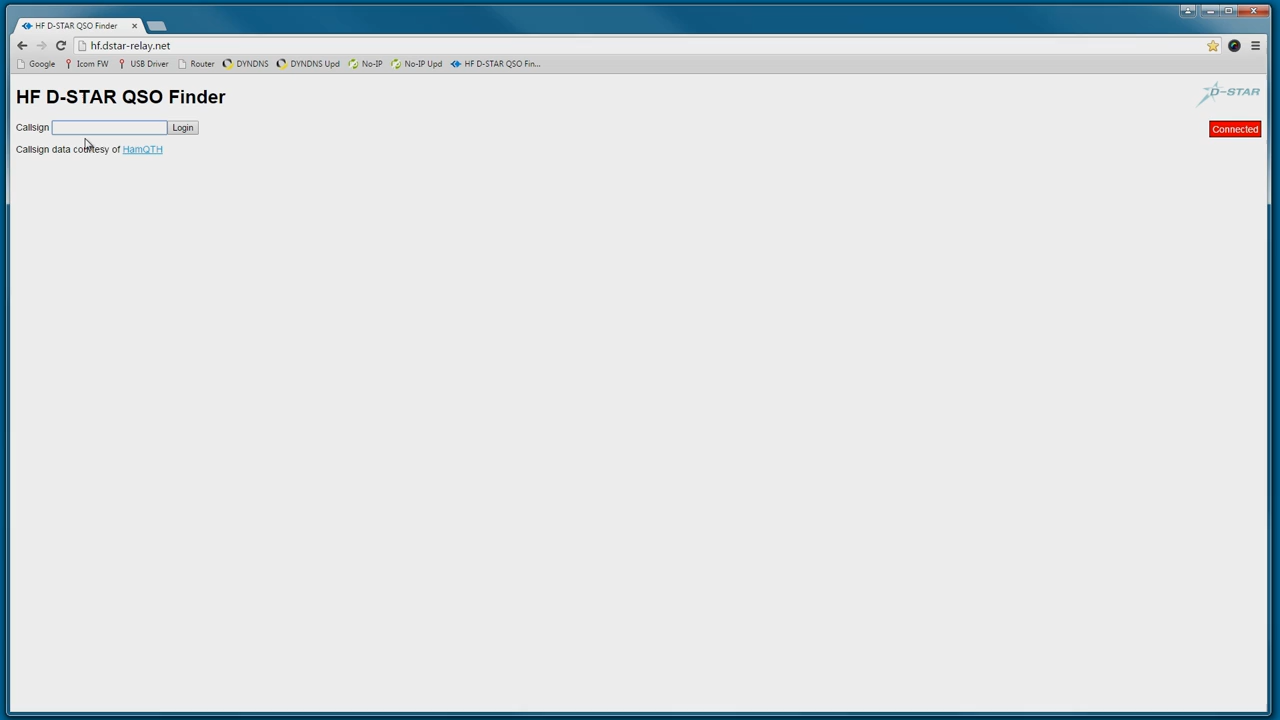 HF D-STAR QSO Finder
hf.dstar-relay.net
Google Icom FW USB Driver Router DYNDNS DYNDNS Upd No-IP No-IP Upd HF D-STAR QSO Fin...
HF D-STAR QSO Finder
D-STAR
Callsign Login
Connected
Callsign data courtesy of HamQTH